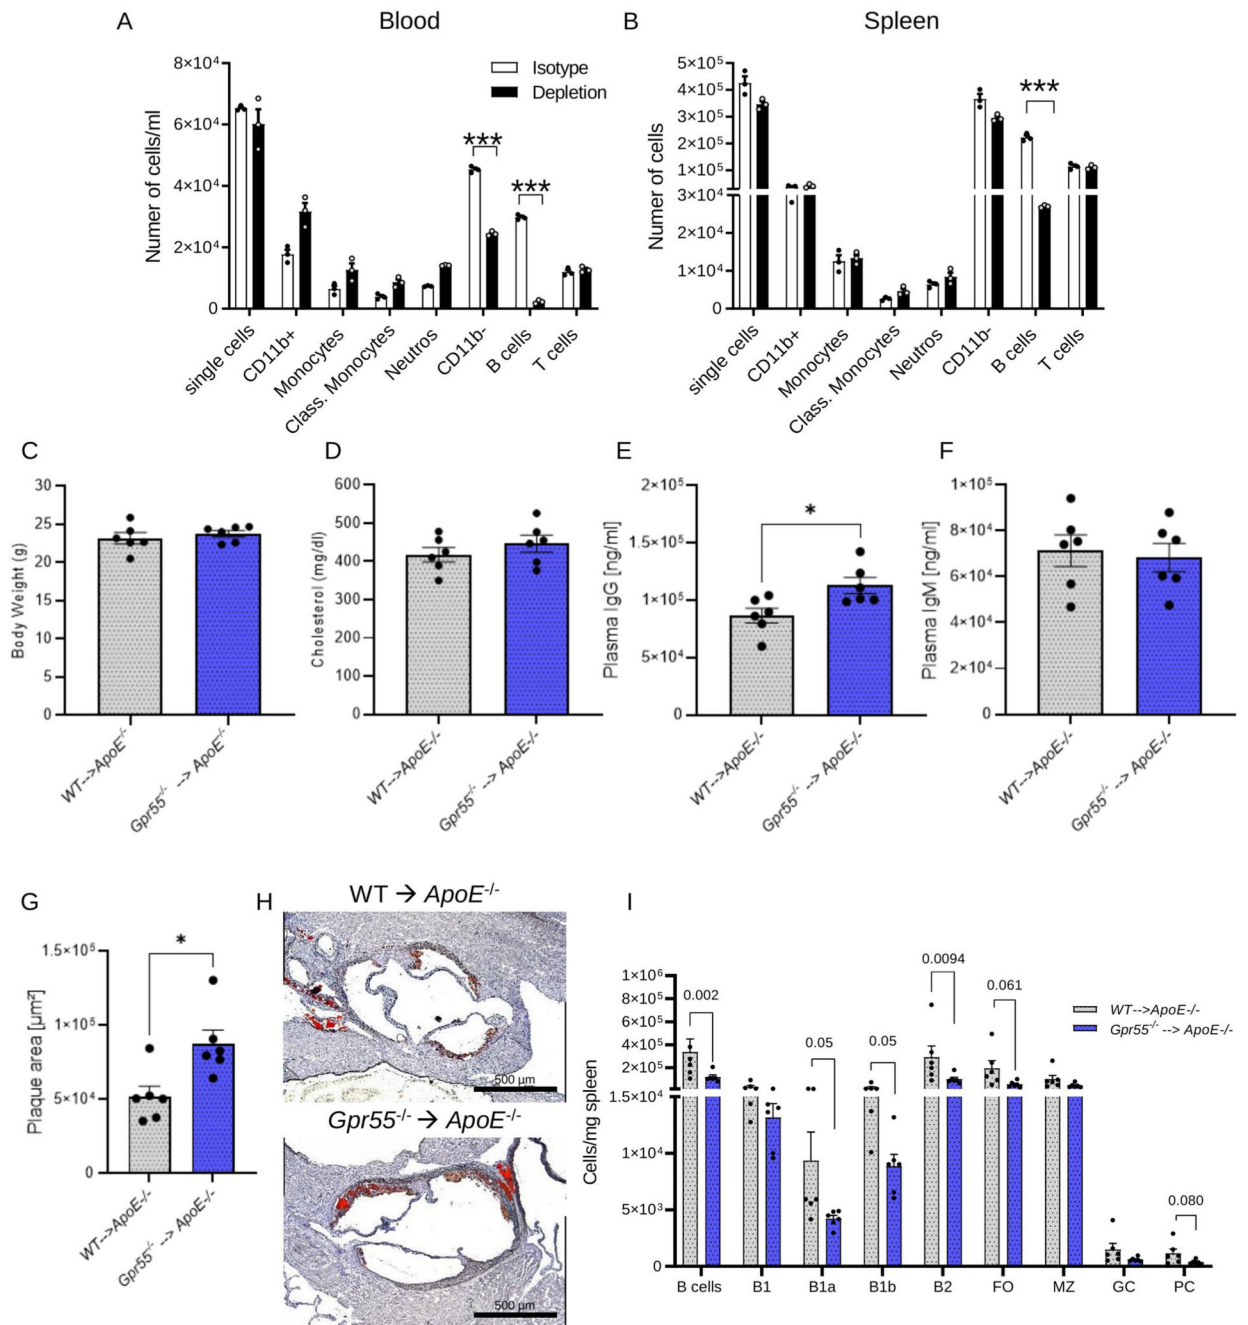 A
Blood
B
Spleen
Isotype
Depletion
Numer of cells/ml
8×10⁴
6×10⁴
4×10⁴
2×10⁴
0
***
***
single cells
CD11b+
Monocytes
Class. Monocytes
Neutros
CD11b-
B cells
T cells
Number of cells
5×10⁵
4×10⁵
3×10⁵
2×10⁵
1×10⁵
3×10⁴
2×10⁴
1×10⁴
0
***
single cells
CD11b+
Monocytes
Class. Monocytes
Neutros
CD11b-
B cells
T cells
C
Body Weight (g)
30
25
20
15
10
5
0
WT-->ApoE⁻/⁻
Gpr55⁻/⁻ --> ApoE⁻/⁻
D
Cholesterol (mg/dl)
600
500
400
300
200
100
0
WT-->ApoE-/-
Gpr55⁻/⁻ --> ApoE-/-
E
Plasma IgG [ng/ml]
2×10⁵
1.5×10⁵
1×10⁵
5×10⁴
0
*
WT-->ApoE-/-
Gpr55⁻/⁻ --> ApoE-/-
F
Plasma IgM [ng/ml]
1×10⁵
8×10⁴
6×10⁴
4×10⁴
2×10⁴
0
WT-->ApoE-/-
Gpr55⁻/⁻ --> ApoE-/-
G
Plaque area [µm²]
1.5×10⁵
1×10⁵
5×10⁴
0
*
WT-->ApoE-/-
Gpr55⁻/⁻ --> ApoE-/-
H
WT → ApoE⁻/⁻
500 µm
Gpr55⁻/⁻ → ApoE⁻/⁻
500 µm
I
Cells/mg spleen
1×10⁶
8×10⁵
6×10⁵
4×10⁵
2×10⁵
1.5×10⁴
1×10⁴
5×10³
0
0.002
0.05
0.05
0.0094
0.061
0.080
WT-->ApoE-/-
Gpr55⁻/⁻ --> ApoE-/-
B cells
B1
B1a
B1b
B2
FO
MZ
GC
PC